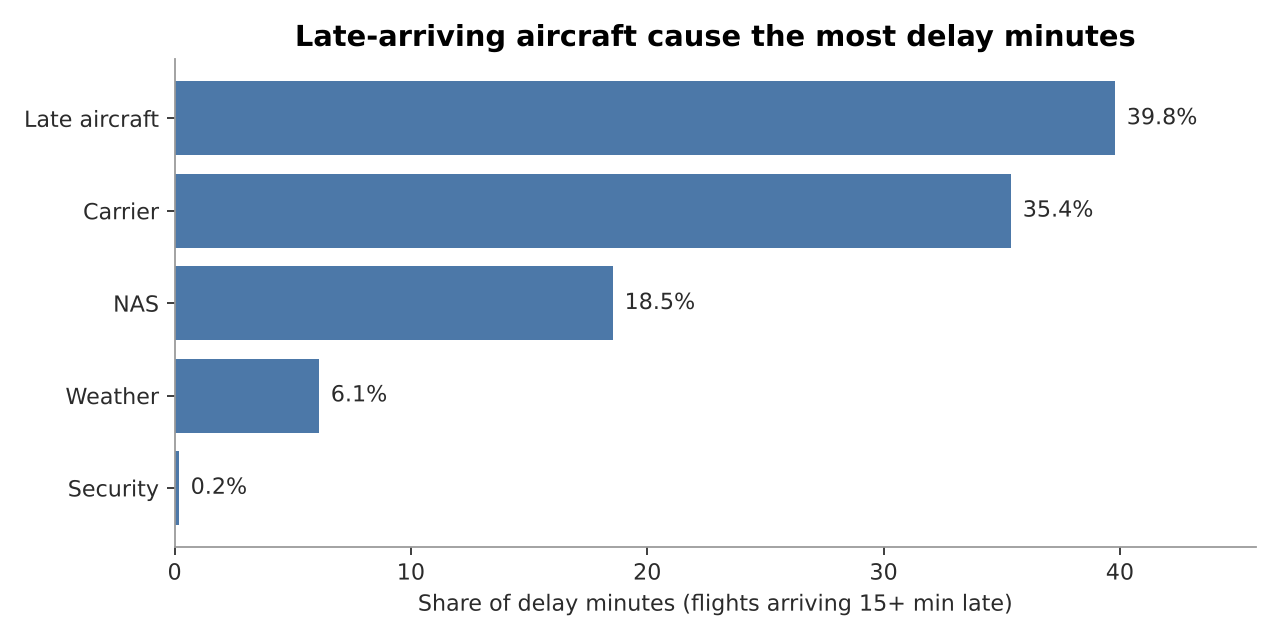 Late-arriving aircraft cause the most delay minutes
Late aircraft 39.8%
Carrier 35.4%
NAS 18.5%
Weather 6.1%
Security 0.2%
0 10 20 30 40
Share of delay minutes (flights arriving 15+ min late)